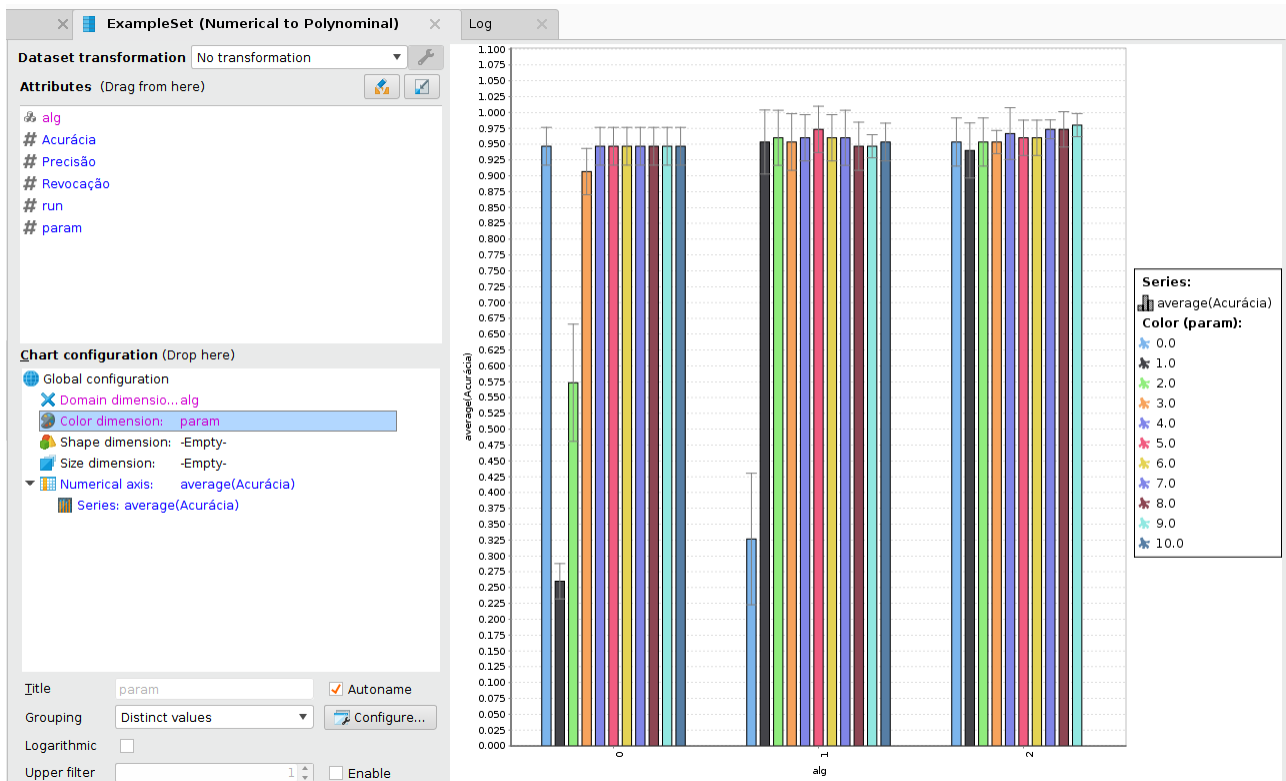 ExampleSet (Numerical to Polynominal)
Log
Dataset transformation No transformation
Attributes (Drag from here)
alg
# Acurácia
# Precisão
# Revocação
# run
# param
Chart configuration (Drop here)
Global configuration
Domain dimensio... alg
Color dimension: param
Shape dimension: -Empty-
Size dimension: -Empty-
Numerical axis: average(Acurácia)
Series: average(Acurácia)
Title param Autoname
Grouping Distinct values Configure...
Logarithmic
Upper filter 1 Enable
average(Acurácia)
1.100
1.075
1.050
1.025
1.000
0.975
0.950
0.925
0.900
0.875
0.850
0.825
0.800
0.775
0.750
0.725
0.700
0.675
0.650
0.625
0.600
0.575
0.550
0.525
0.500
0.475
0.450
0.425
0.400
0.375
0.350
0.325
0.300
0.275
0.250
0.225
0.200
0.175
0.150
0.125
0.100
0.075
0.050
0.025
0.000
0 1 2
alg
Series:
average(Acurácia)
Color (param):
0.0
1.0
2.0
3.0
4.0
5.0
6.0
7.0
8.0
9.0
10.0